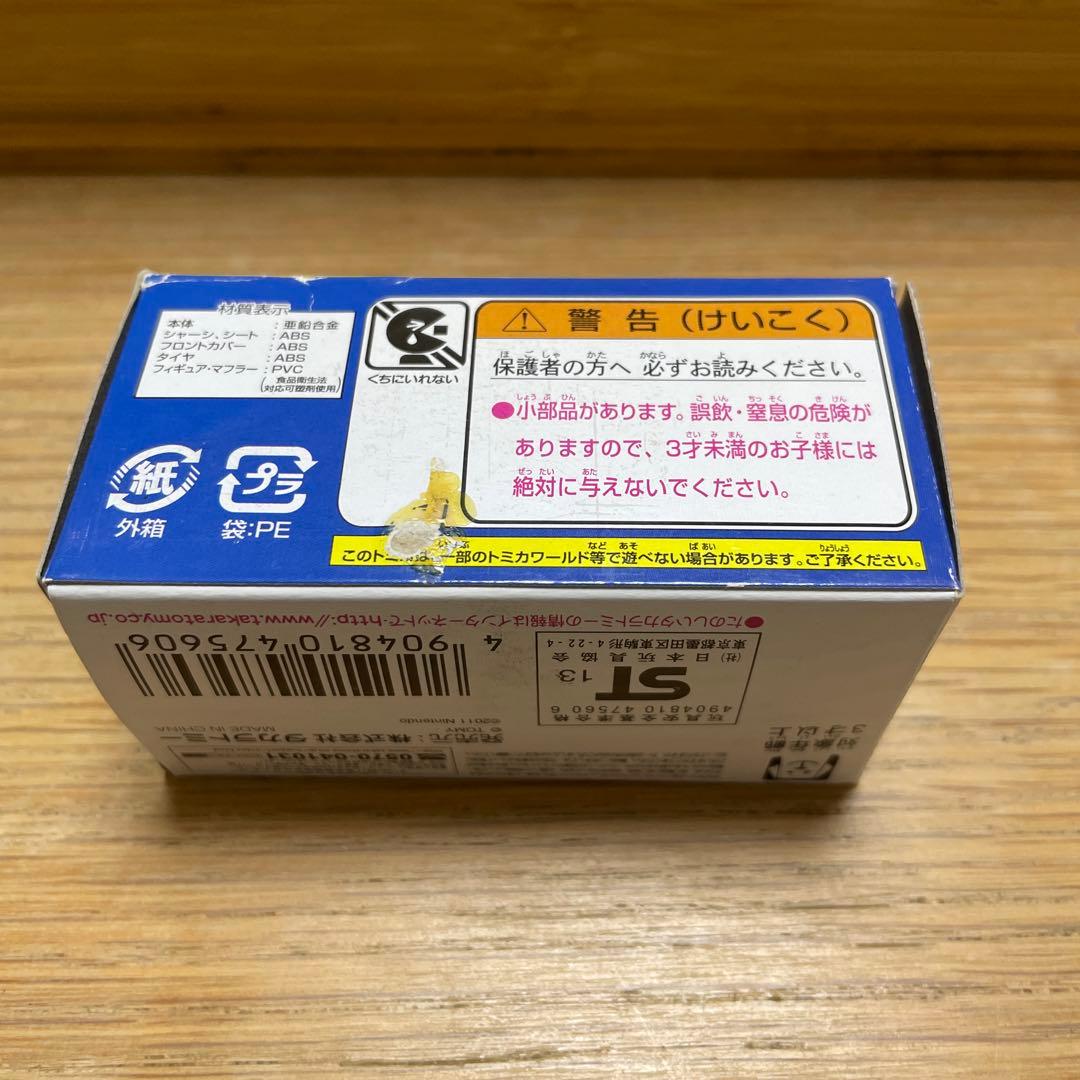 材質表示
本体 : 亜鉛合金
シャーシ、シート : ABS
フロントカバー : ABS
タイヤ : ABS
フィギュア・マフラー : PVC
(食品衛生法
対応可塑剤使用)
くちにいれない
警告(けいこく)
保護者の方へ 必ずお読みください。
●小部品があります。誤飲・窒息の危険が
ありますので、3才未満のお子様には
絶対に与えないでください。
紙
外箱
プラ
袋:PE
このト は一部のトミカワールド等で遊べない場合があります。ご了承ください。
●たのしいタカラトミーの情報はインターネットで・http://www.takaratomy.co.jp
4 904810 475606
玩具安全基準合格
4904810 47560 6
ST
13
(社)日本玩具協会
東京都墨田区東駒形4-22-4
対象年齢
3才以上
発売元:株式会社タカラトミー
© TOMY MADE IN CHINA
©2011 Nintendo
0570-041031